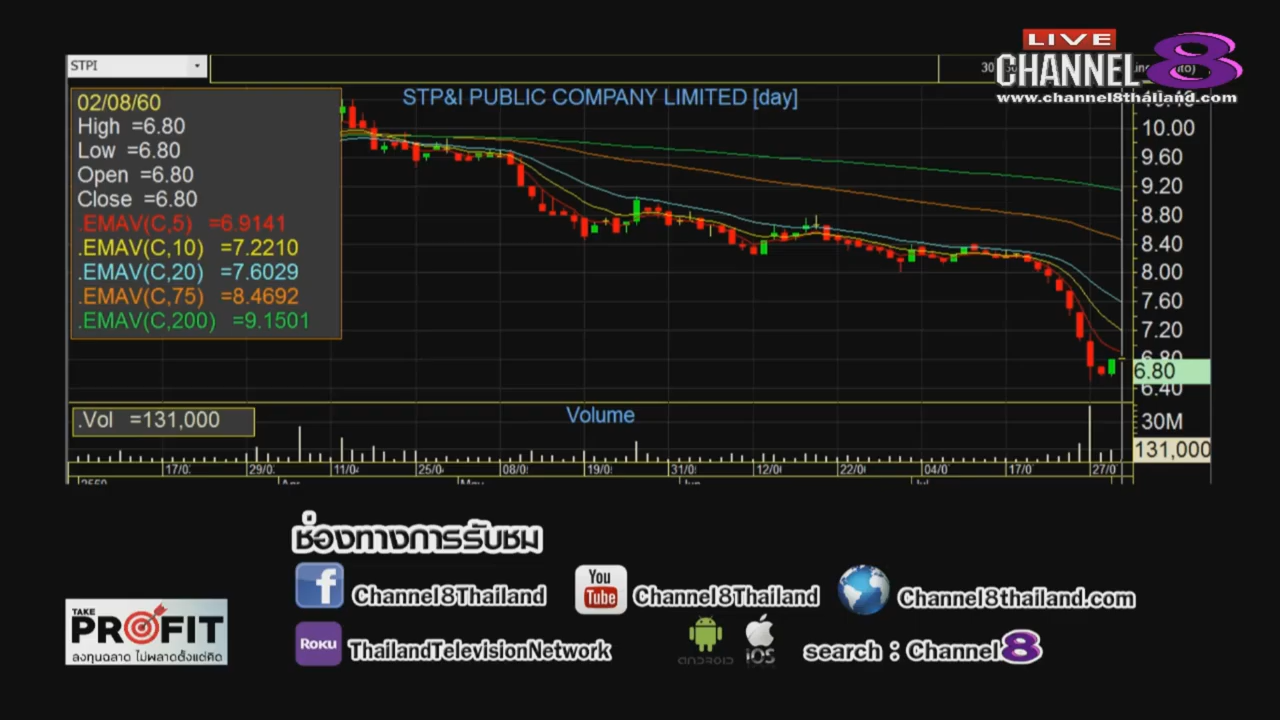 LIVE
CHANNEL 8
www.channel8thailand.com
STPI
STP&I PUBLIC COMPANY LIMITED [day]
02/08/60
High =6.80
Low =6.80
Open =6.80
Close =6.80
.EMAV(C,5) =6.9141
.EMAV(C,10) =7.2210
.EMAV(C,20) =7.6029
.EMAV(C,75) =8.4692
.EMAV(C,200) =9.1501
10.00
9.60
9.20
8.80
8.40
8.00
7.60
7.20
6.80
6.80
6.40
.Vol =131,000
Volume
30M
131,000
17/0 29/0 11/0 25/0 08/0 19/0 31/0 12/0 22/0 04/0 17/0 27/0
ช่องทางการรับชม
Channel8Thailand
You Tube Channel8Thailand
Channel8thailand.com
TAKE
PROFIT
ลงทุนฉลาด ไม่พลาดตั้งแต่คิด
ROKU ThailandTelevisionNetwork
ANDROID iOS
search : Channel 8